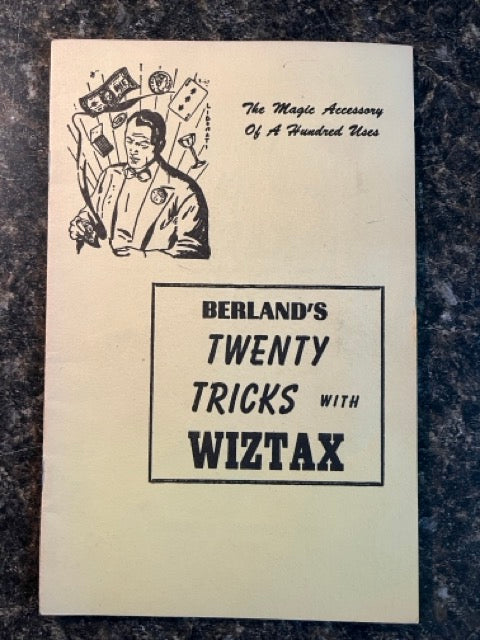 The Magic Accessory
Of A Hundred Uses
BERLAND'S
TWENTY
TRICKS WITH
WIZTAX